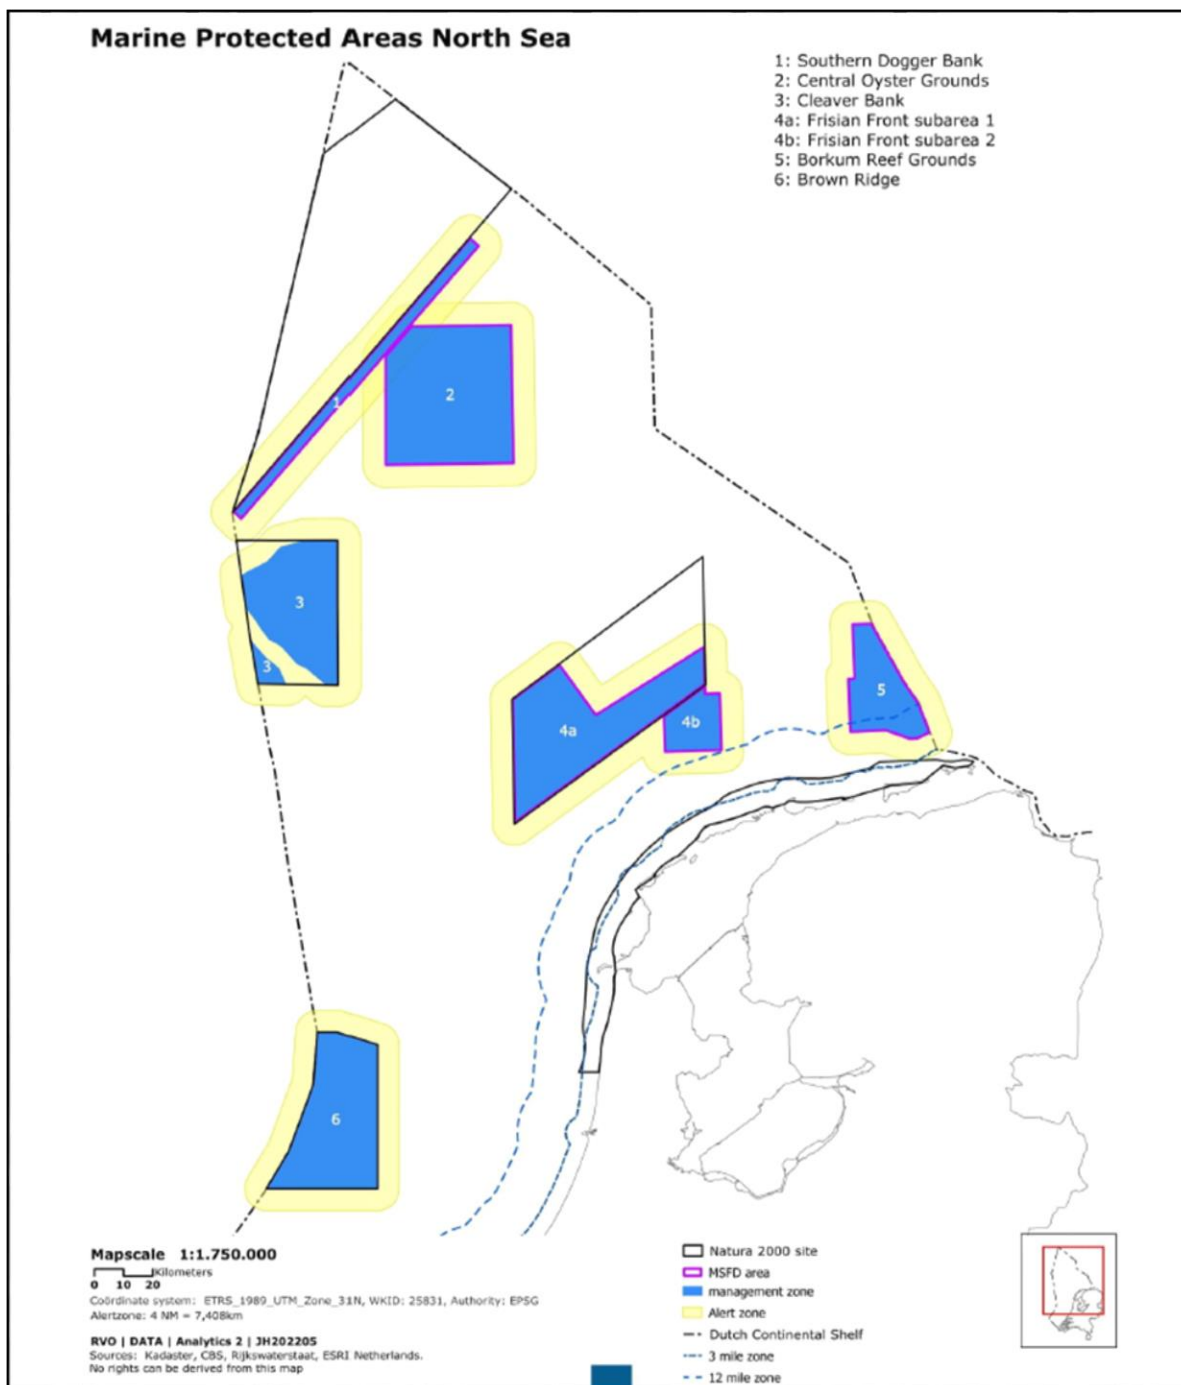 Marine Protected Areas North Sea
1: Southern Dogger Bank
2: Central Oyster Grounds
3: Cleaver Bank
4a: Frisian Front subarea 1
4b: Frisian Front subarea 2
5: Borkum Reef Grounds
6: Brown Ridge
1
2
3
3
4a
4b
5
6
Mapscale 1:1.750.000
Kilometers
0 10 20
Coördinate system: ETRS_1989_UTM_Zone_31N, WKID: 25831, Authority: EPSG
Alertzone: 4 NM = 7,408km
RVO | DATA | Analytics 2 | JH202205
Sources: Kadaster, CBS, Rijkswaterstaat, ESRI Netherlands.
No rights can be derived from this map
Natura 2000 site
MSFD area
management zone
Alert zone
Dutch Continental Shelf
3 mile zone
12 mile zone